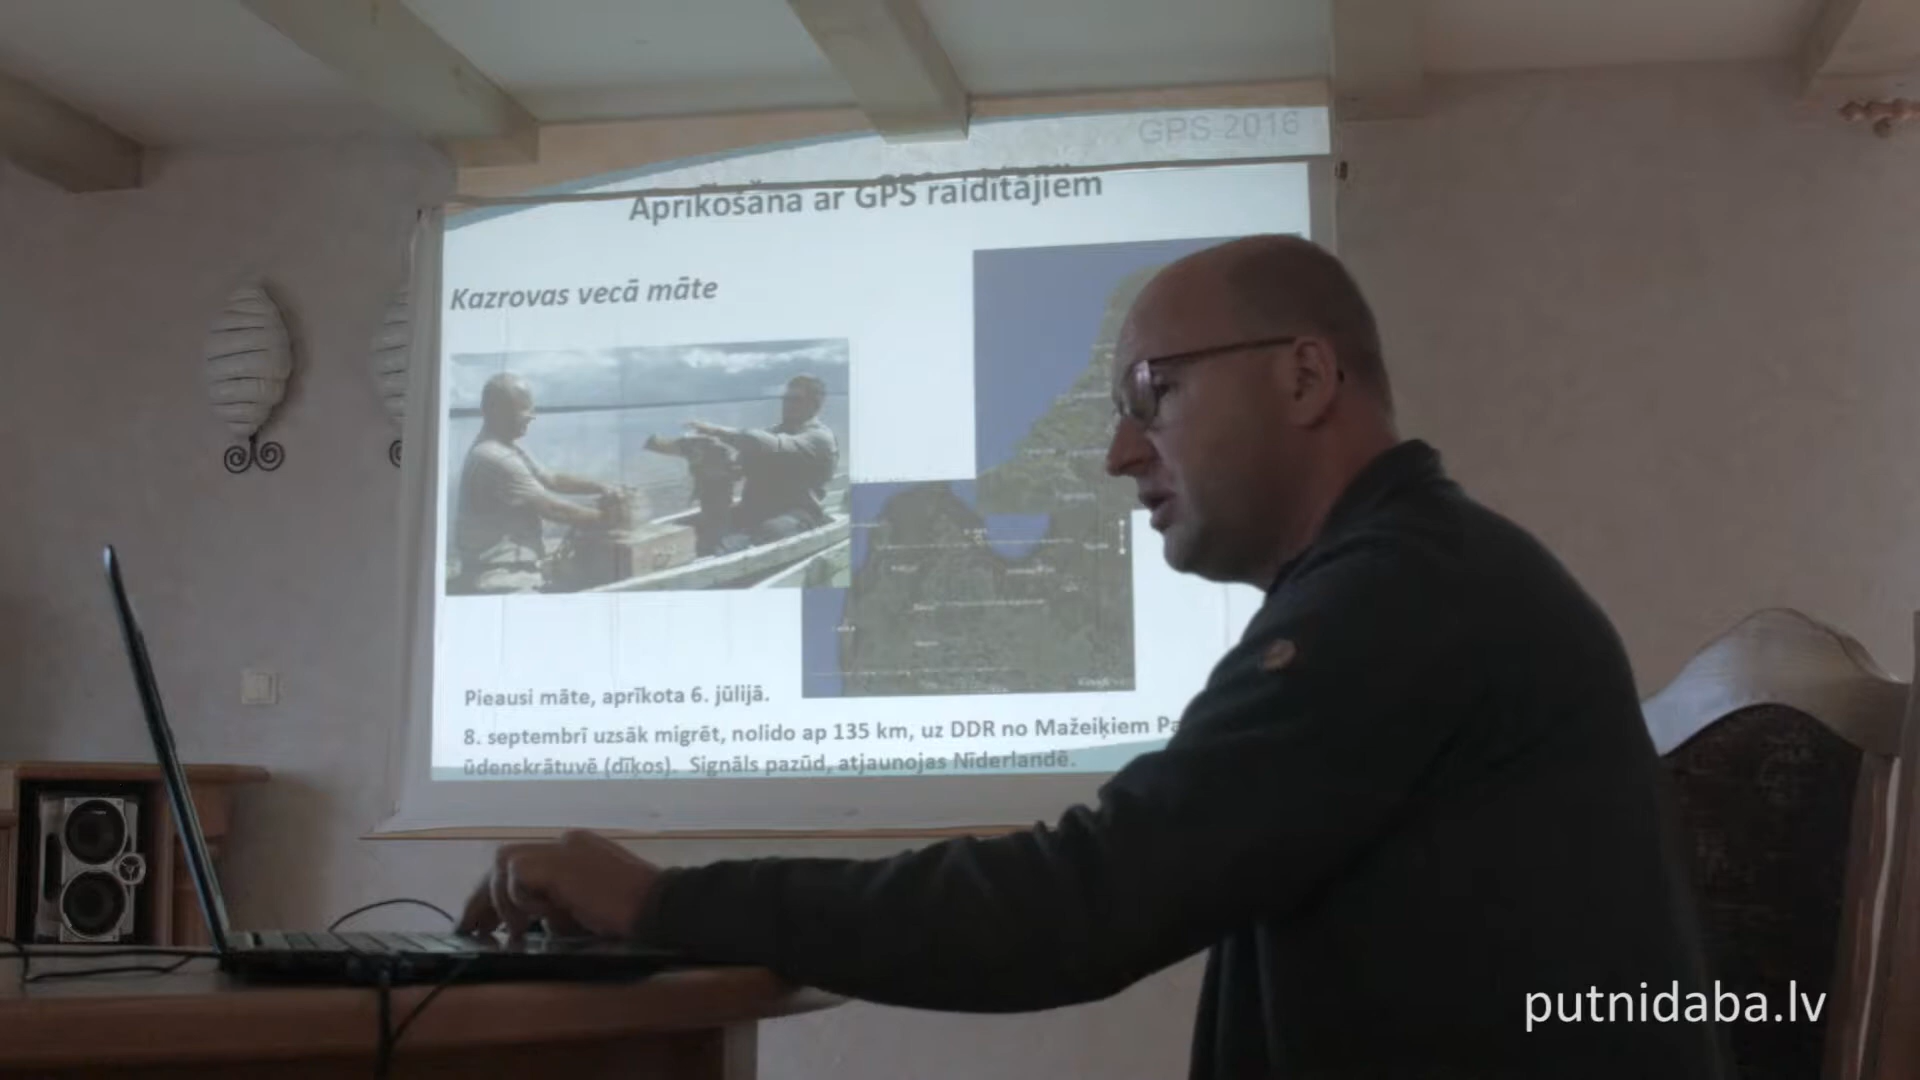 GPS 2016
Aprīkošana ar GPS raidītājiem
Kazrovas vecā māte
Pieausi māte, aprīkota 6. jūlijā.
8. septembrī uzsāk migrēt, nolido ap 135 km, uz DDR no Mažeiķiem
ūdenskrātuvē (dīķos). Signāls pazūd, atjaunojas Nīderlandē.
putnidaba.lv